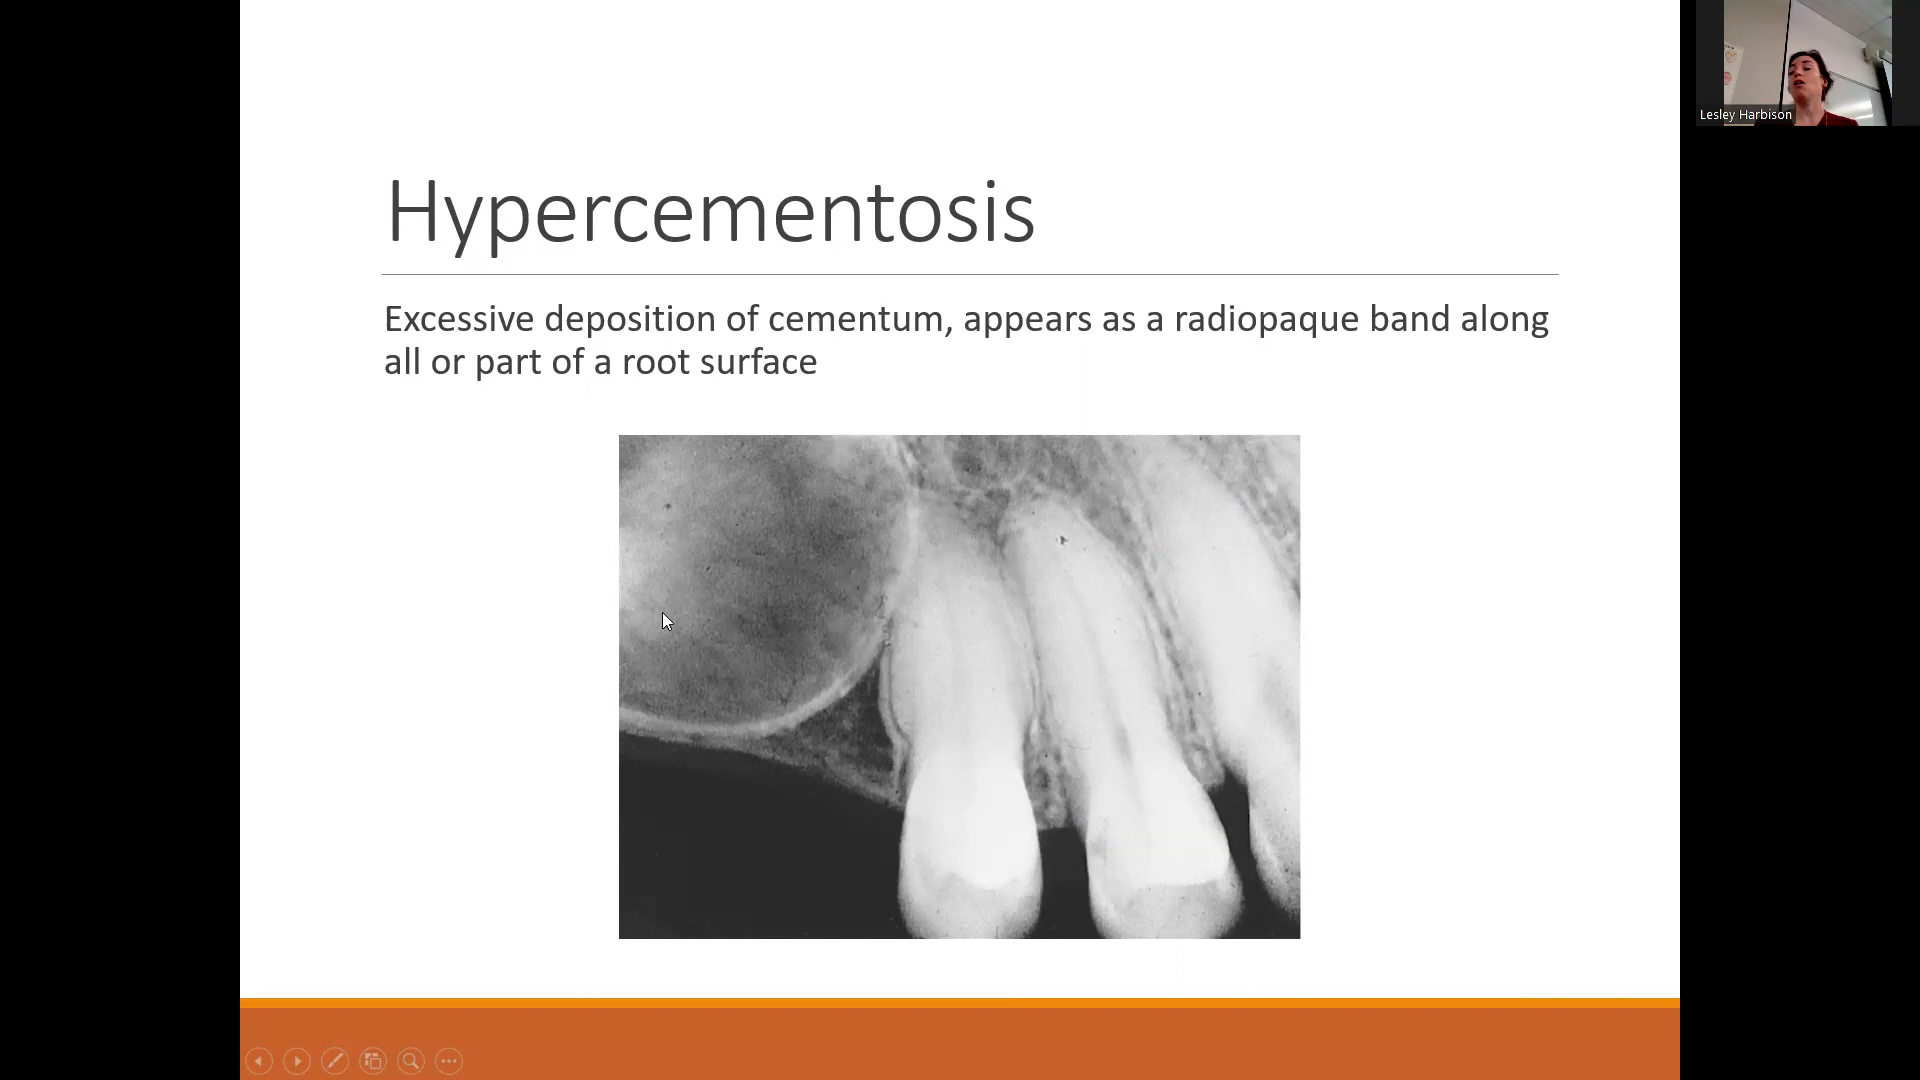 Hypercementosis
Excessive deposition of cementum, appears as a radiopaque band along
all or part of a root surface
Lesley Harbison